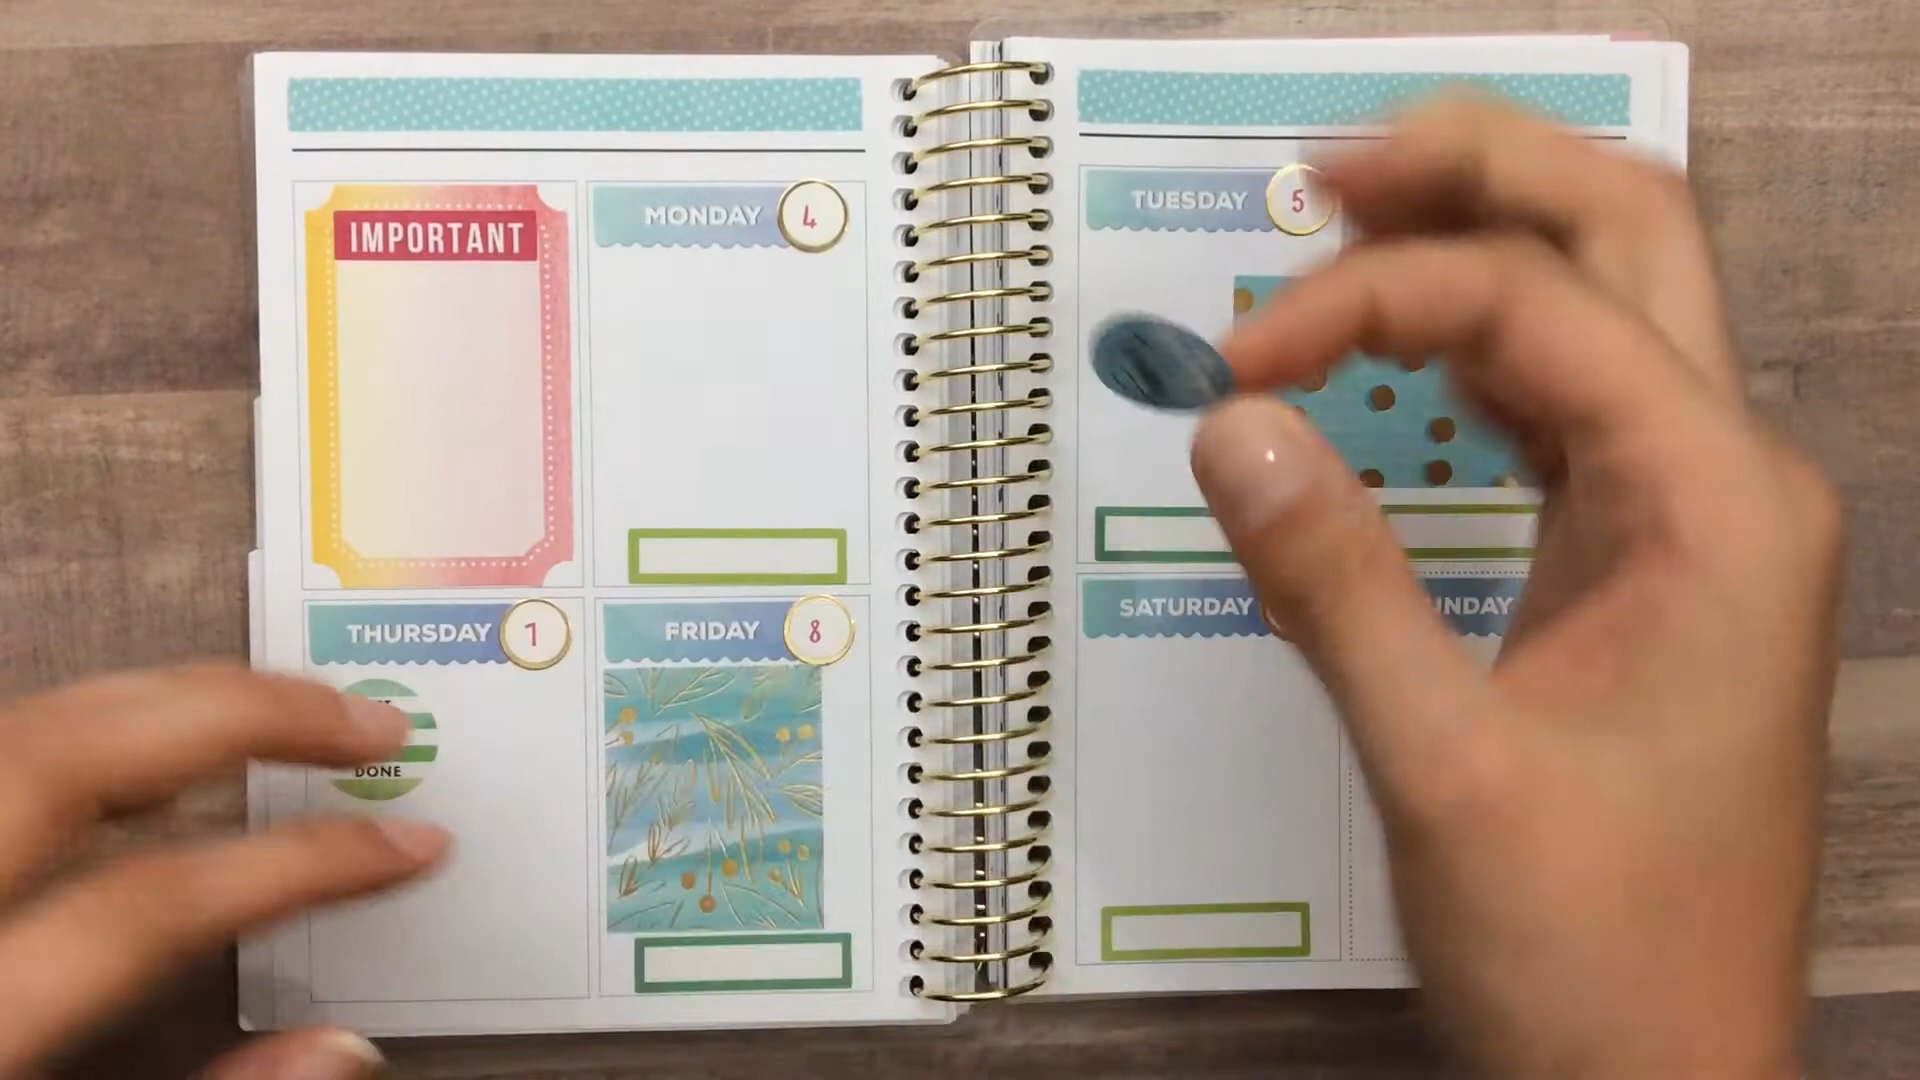 IMPORTANT
MONDAY 4
TUESDAY 5
THURSDAY 7
DONE
FRIDAY 8
SATURDAY